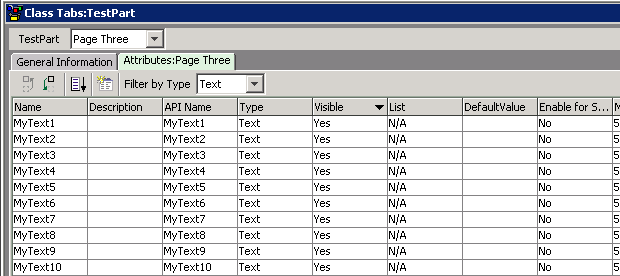 Class Tabs:TestPart
TestPart Page Three
General Information Attributes:Page Three
Filter by Type Text
Name Description API Name Type Visible List DefaultValue Enable for S... M
MyText1 MyText1 Text Yes N/A No 5
MyText2 MyText2 Text Yes N/A No 5
MyText3 MyText3 Text Yes N/A No 5
MyText4 MyText4 Text Yes N/A No 5
MyText5 MyText5 Text Yes N/A No 5
MyText6 MyText6 Text Yes N/A No 5
MyText7 MyText7 Text Yes N/A No 5
MyText8 MyText8 Text Yes N/A No 5
MyText9 MyText9 Text Yes N/A No 5
MyText10 MyText10 Text Yes N/A No 5